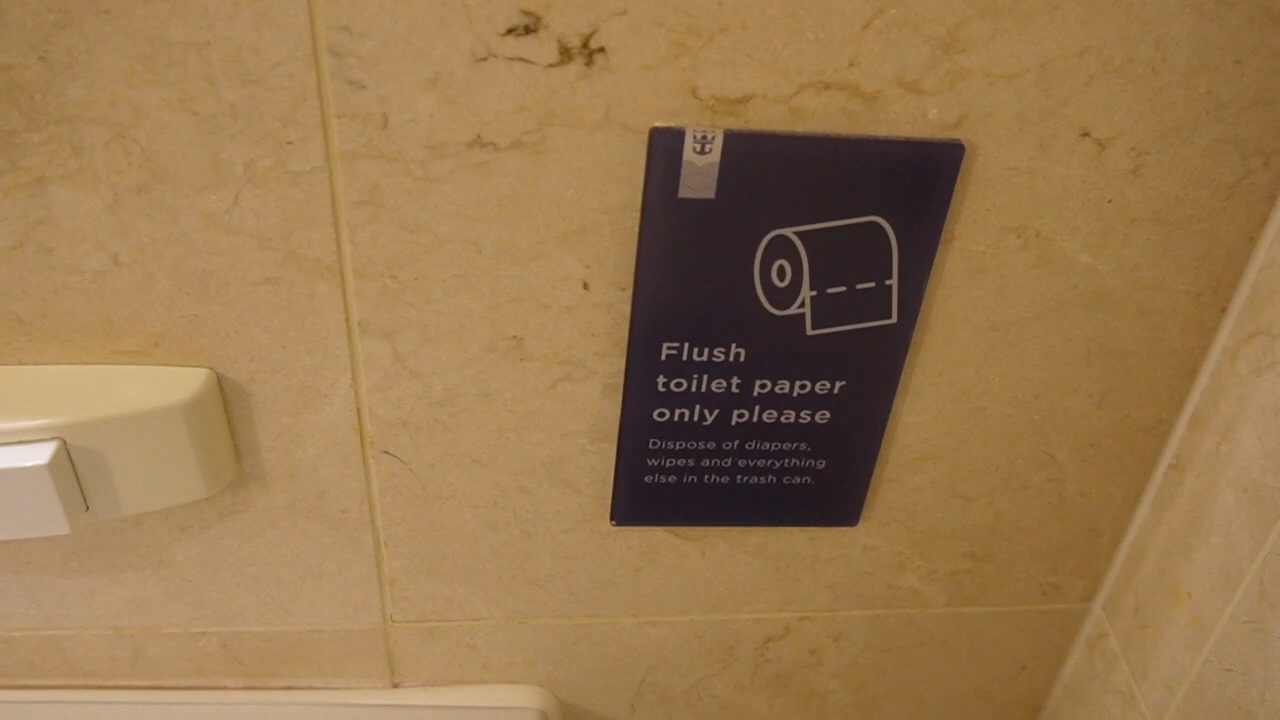 Flush
toilet paper
only please
Dispose of diapers,
wipes and everything
else in the trash can.